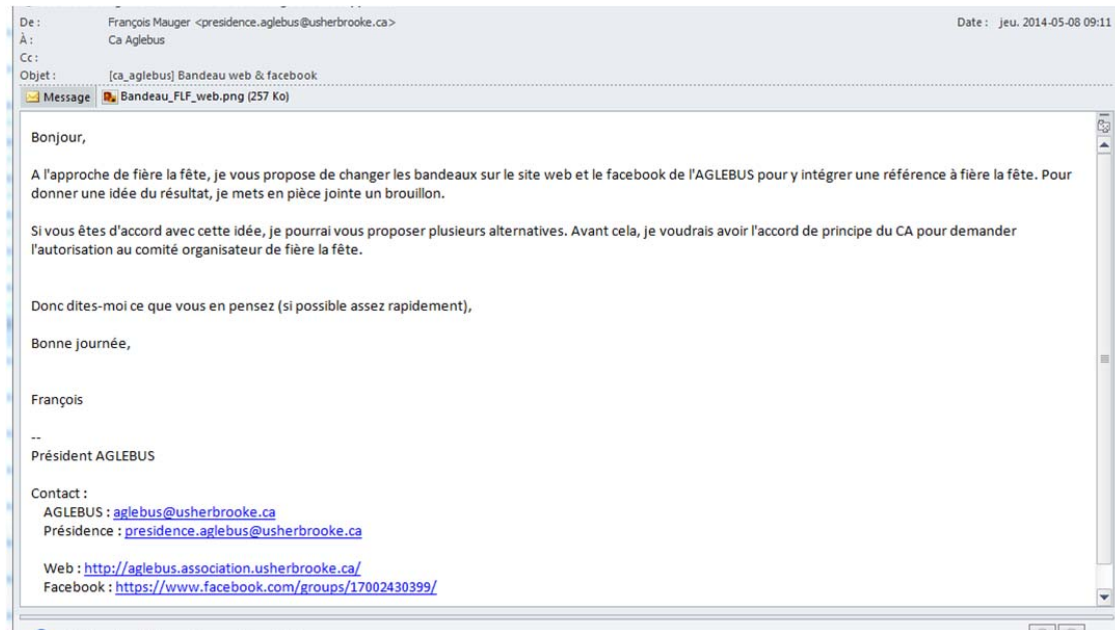 De : François Mauger <presidence.aglebus@usherbrooke.ca> Date : jeu. 2014-05-08 09:11
À : Ca Aglebus
Cc :
Objet : [ca_aglebus] Bandeau web & facebook
Message Bandeau_FLF_web.png (257 Ko)
Bonjour,
A l'approche de fière la fête, je vous propose de changer les bandeaux sur le site web et le facebook de l'AGLEBUS pour y intégrer une référence à fière la fête. Pour
donner une idée du résultat, je mets en pièce jointe un brouillon.
Si vous êtes d'accord avec cette idée, je pourrai vous proposer plusieurs alternatives. Avant cela, je voudrais avoir l'accord de principe du CA pour demander
l'autorisation au comité organisateur de fière la fête.
Donc dites-moi ce que vous en pensez (si possible assez rapidement),
Bonne journée,
François
--
Président AGLEBUS
Contact :
AGLEBUS : aglebus@usherbrooke.ca
Présidence : presidence.aglebus@usherbrooke.ca
Web : http://aglebus.association.usherbrooke.ca/
Facebook : https://www.facebook.com/groups/17002430399/